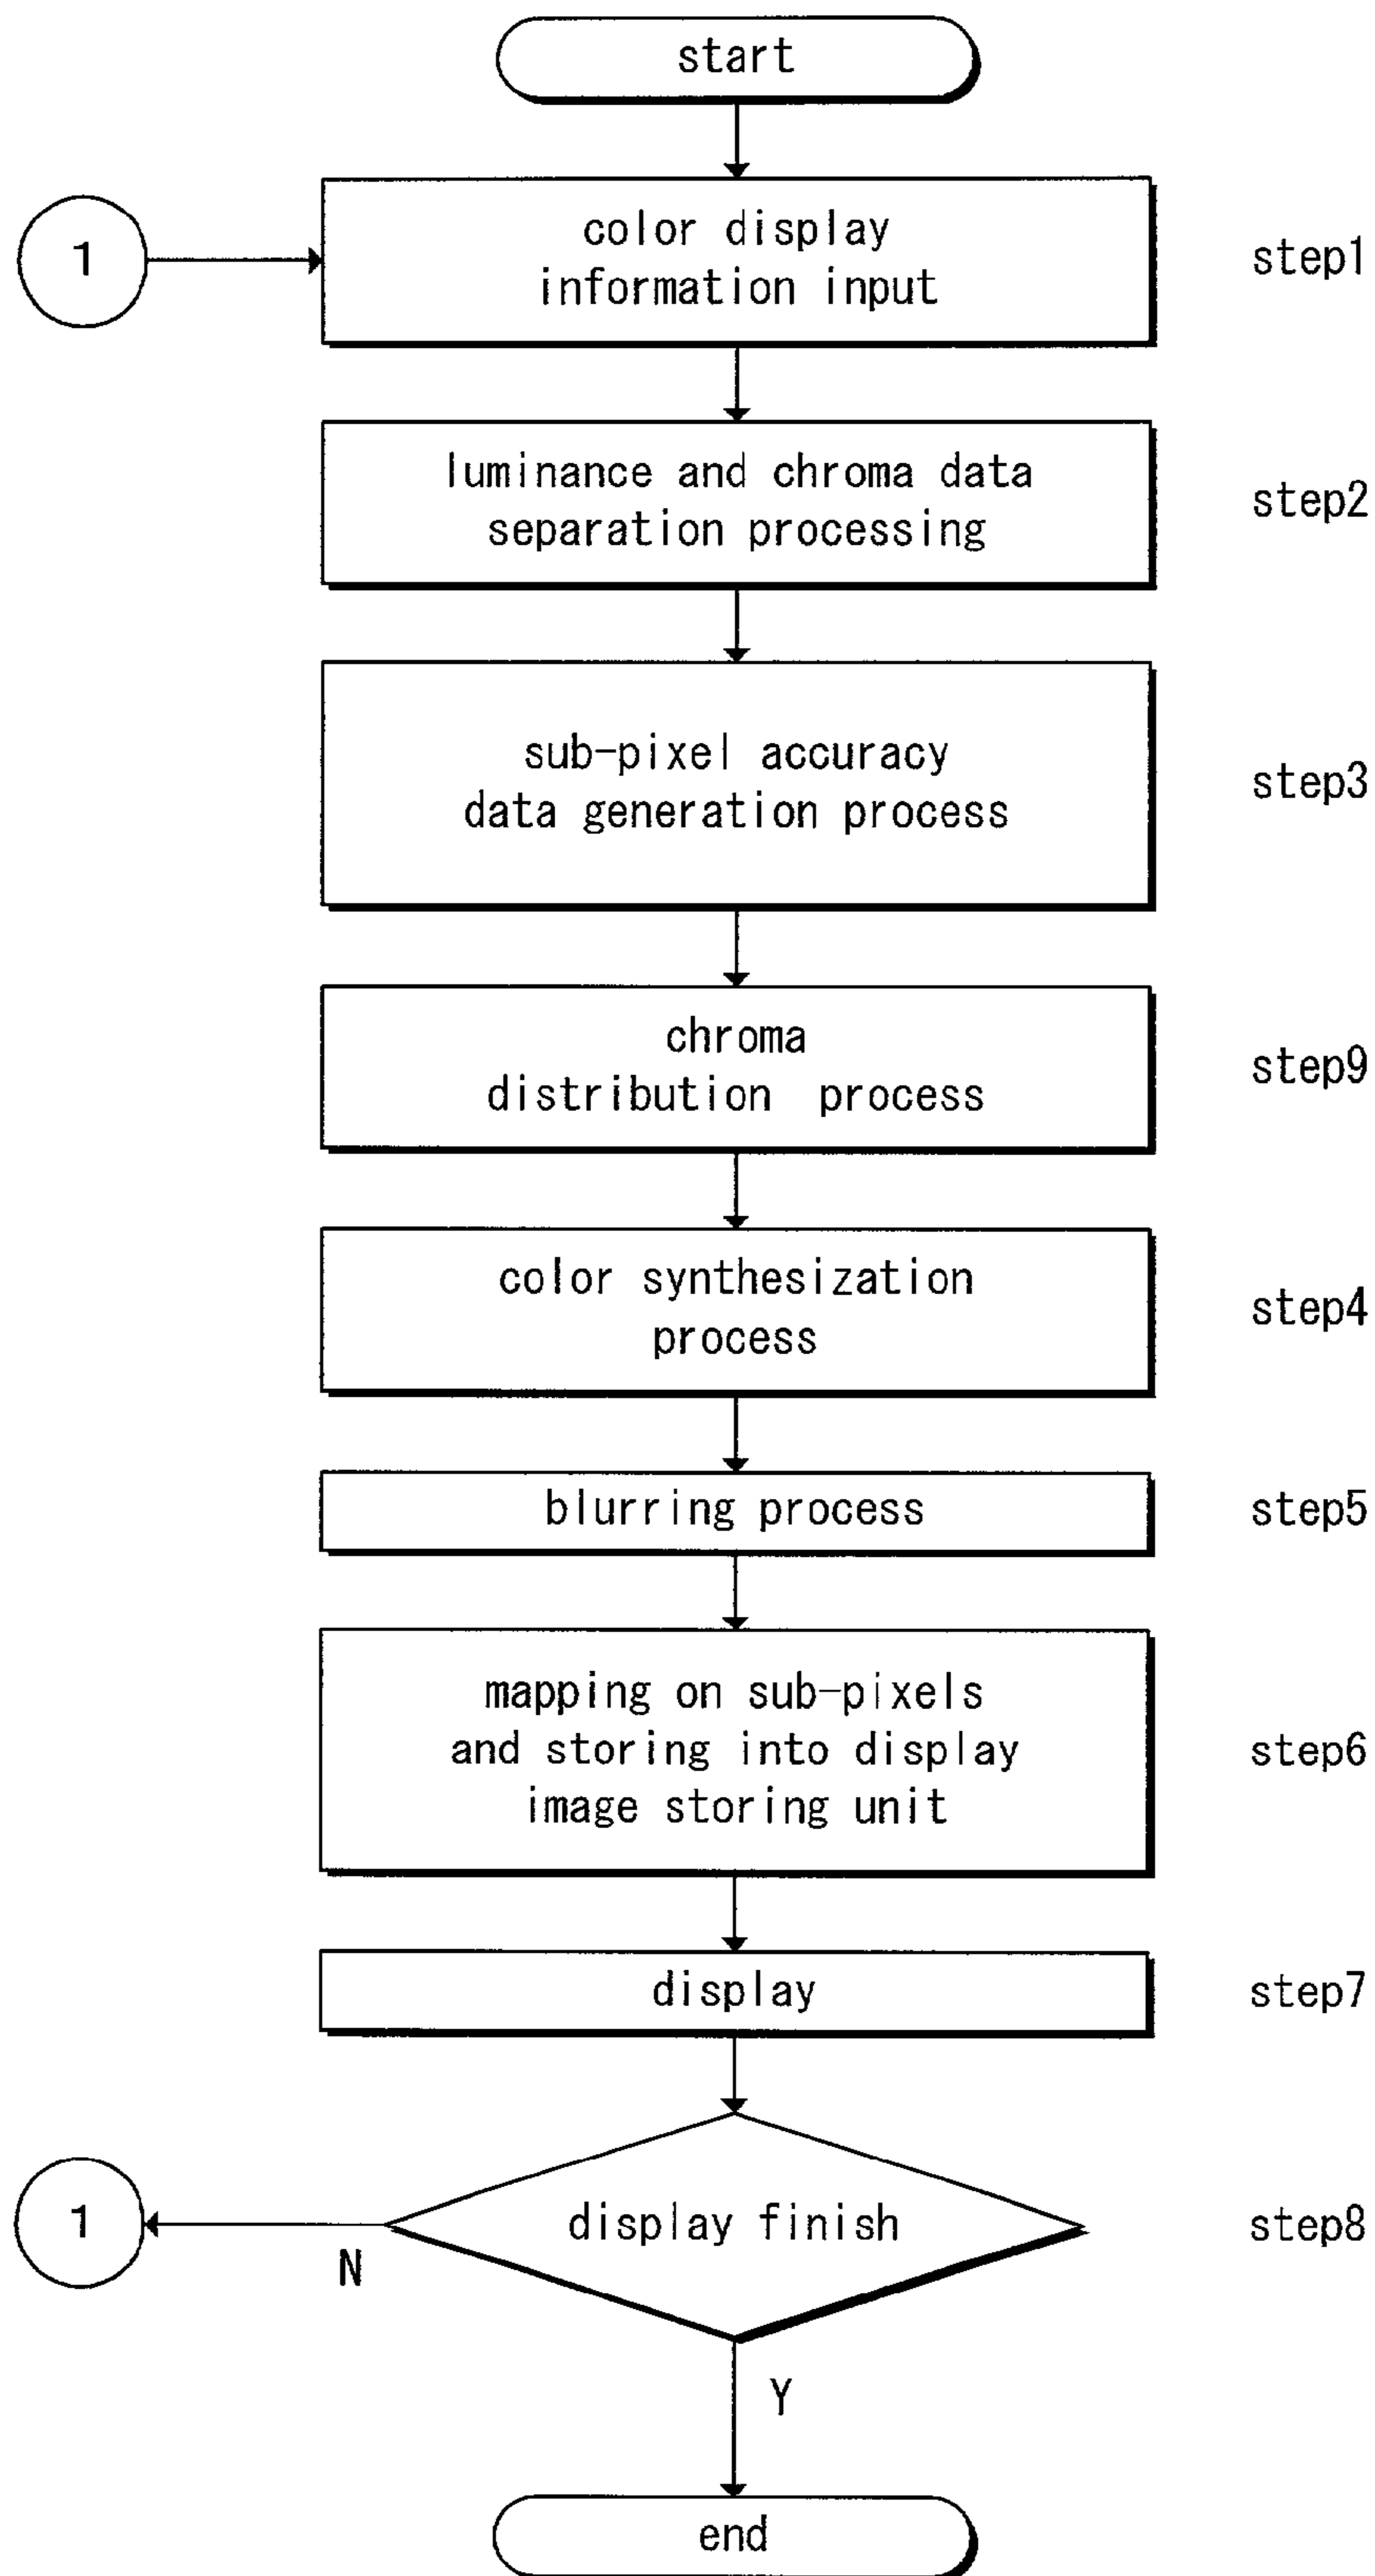 start
1
color display
information input
step1
luminance and chroma data
separation processing
step2
sub-pixel accuracy
data generation process
step3
chroma
distribution process
step9
color synthesization
process
step4
blurring process
step5
mapping on sub-pixels
and storing into display
image storing unit
step6
display
step7
1
N
display finish
step8
Y
end